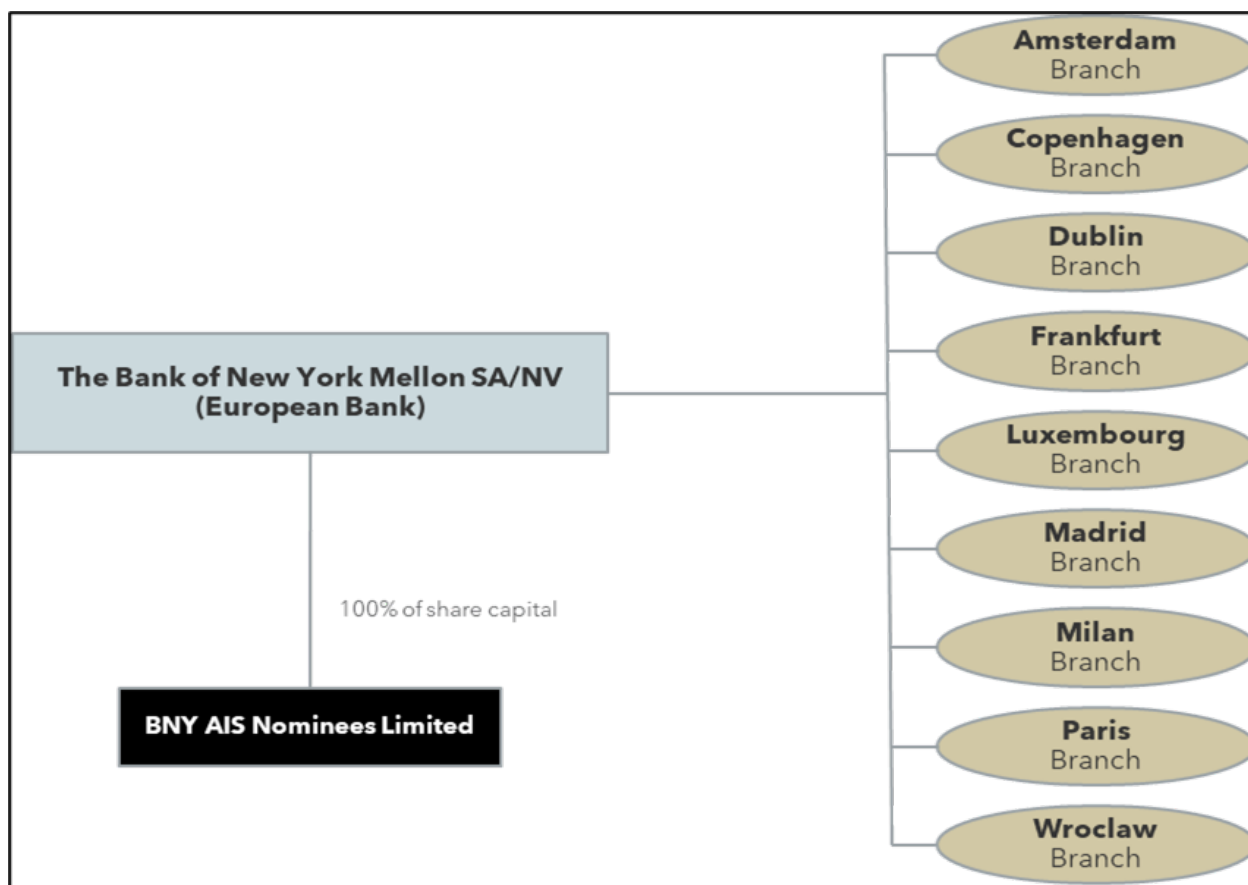 Amsterdam
Branch
Copenhagen
Branch
Dublin
Branch
Frankfurt
Branch
The Bank of New York Mellon SA/NV
(European Bank)
Luxembourg
Branch
Madrid
Branch
100% of share capital
Milan
Branch
BNY AIS Nominees Limited
Paris
Branch
Wroclaw
Branch